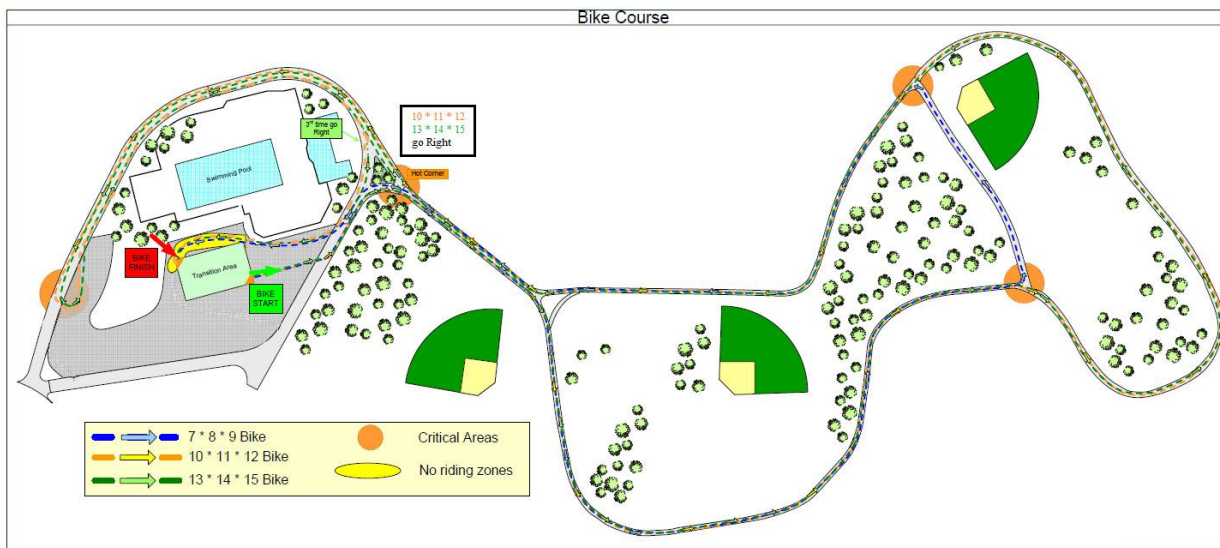 Bike Course
10 * 11 * 12
13 * 14 * 15
go Right
3rd time go
Right
Hot Corner
Swimming Pool
BIKE
FINISH
Transition Area
BIKE
START
7 * 8 * 9 Bike
10 * 11 * 12 Bike
13 * 14 * 15 Bike
Critical Areas
No riding zones